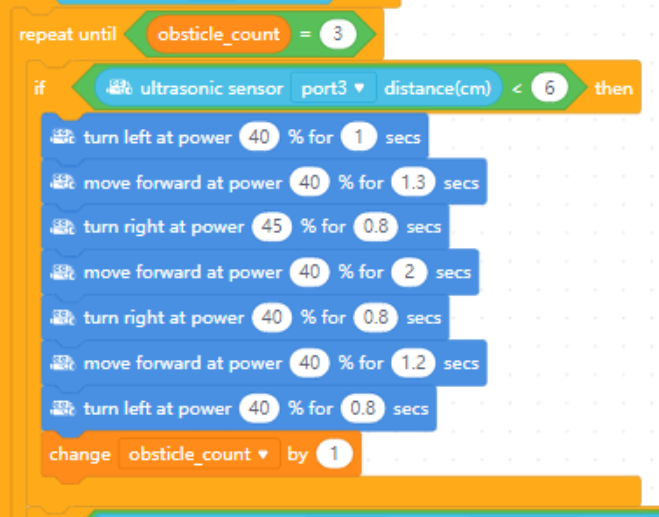 repeat until obsticle_count = 3
if ultrasonic sensor port3 distance(cm) < 6 then
turn left at power 40 % for 1 secs
move forward at power 40 % for 1.3 secs
turn right at power 45 % for 0.8 secs
move forward at power 40 % for 2 secs
turn right at power 40 % for 0.8 secs
move forward at power 40 % for 1.2 secs
turn left at power 40 % for 0.8 secs
change obsticle_count by 1